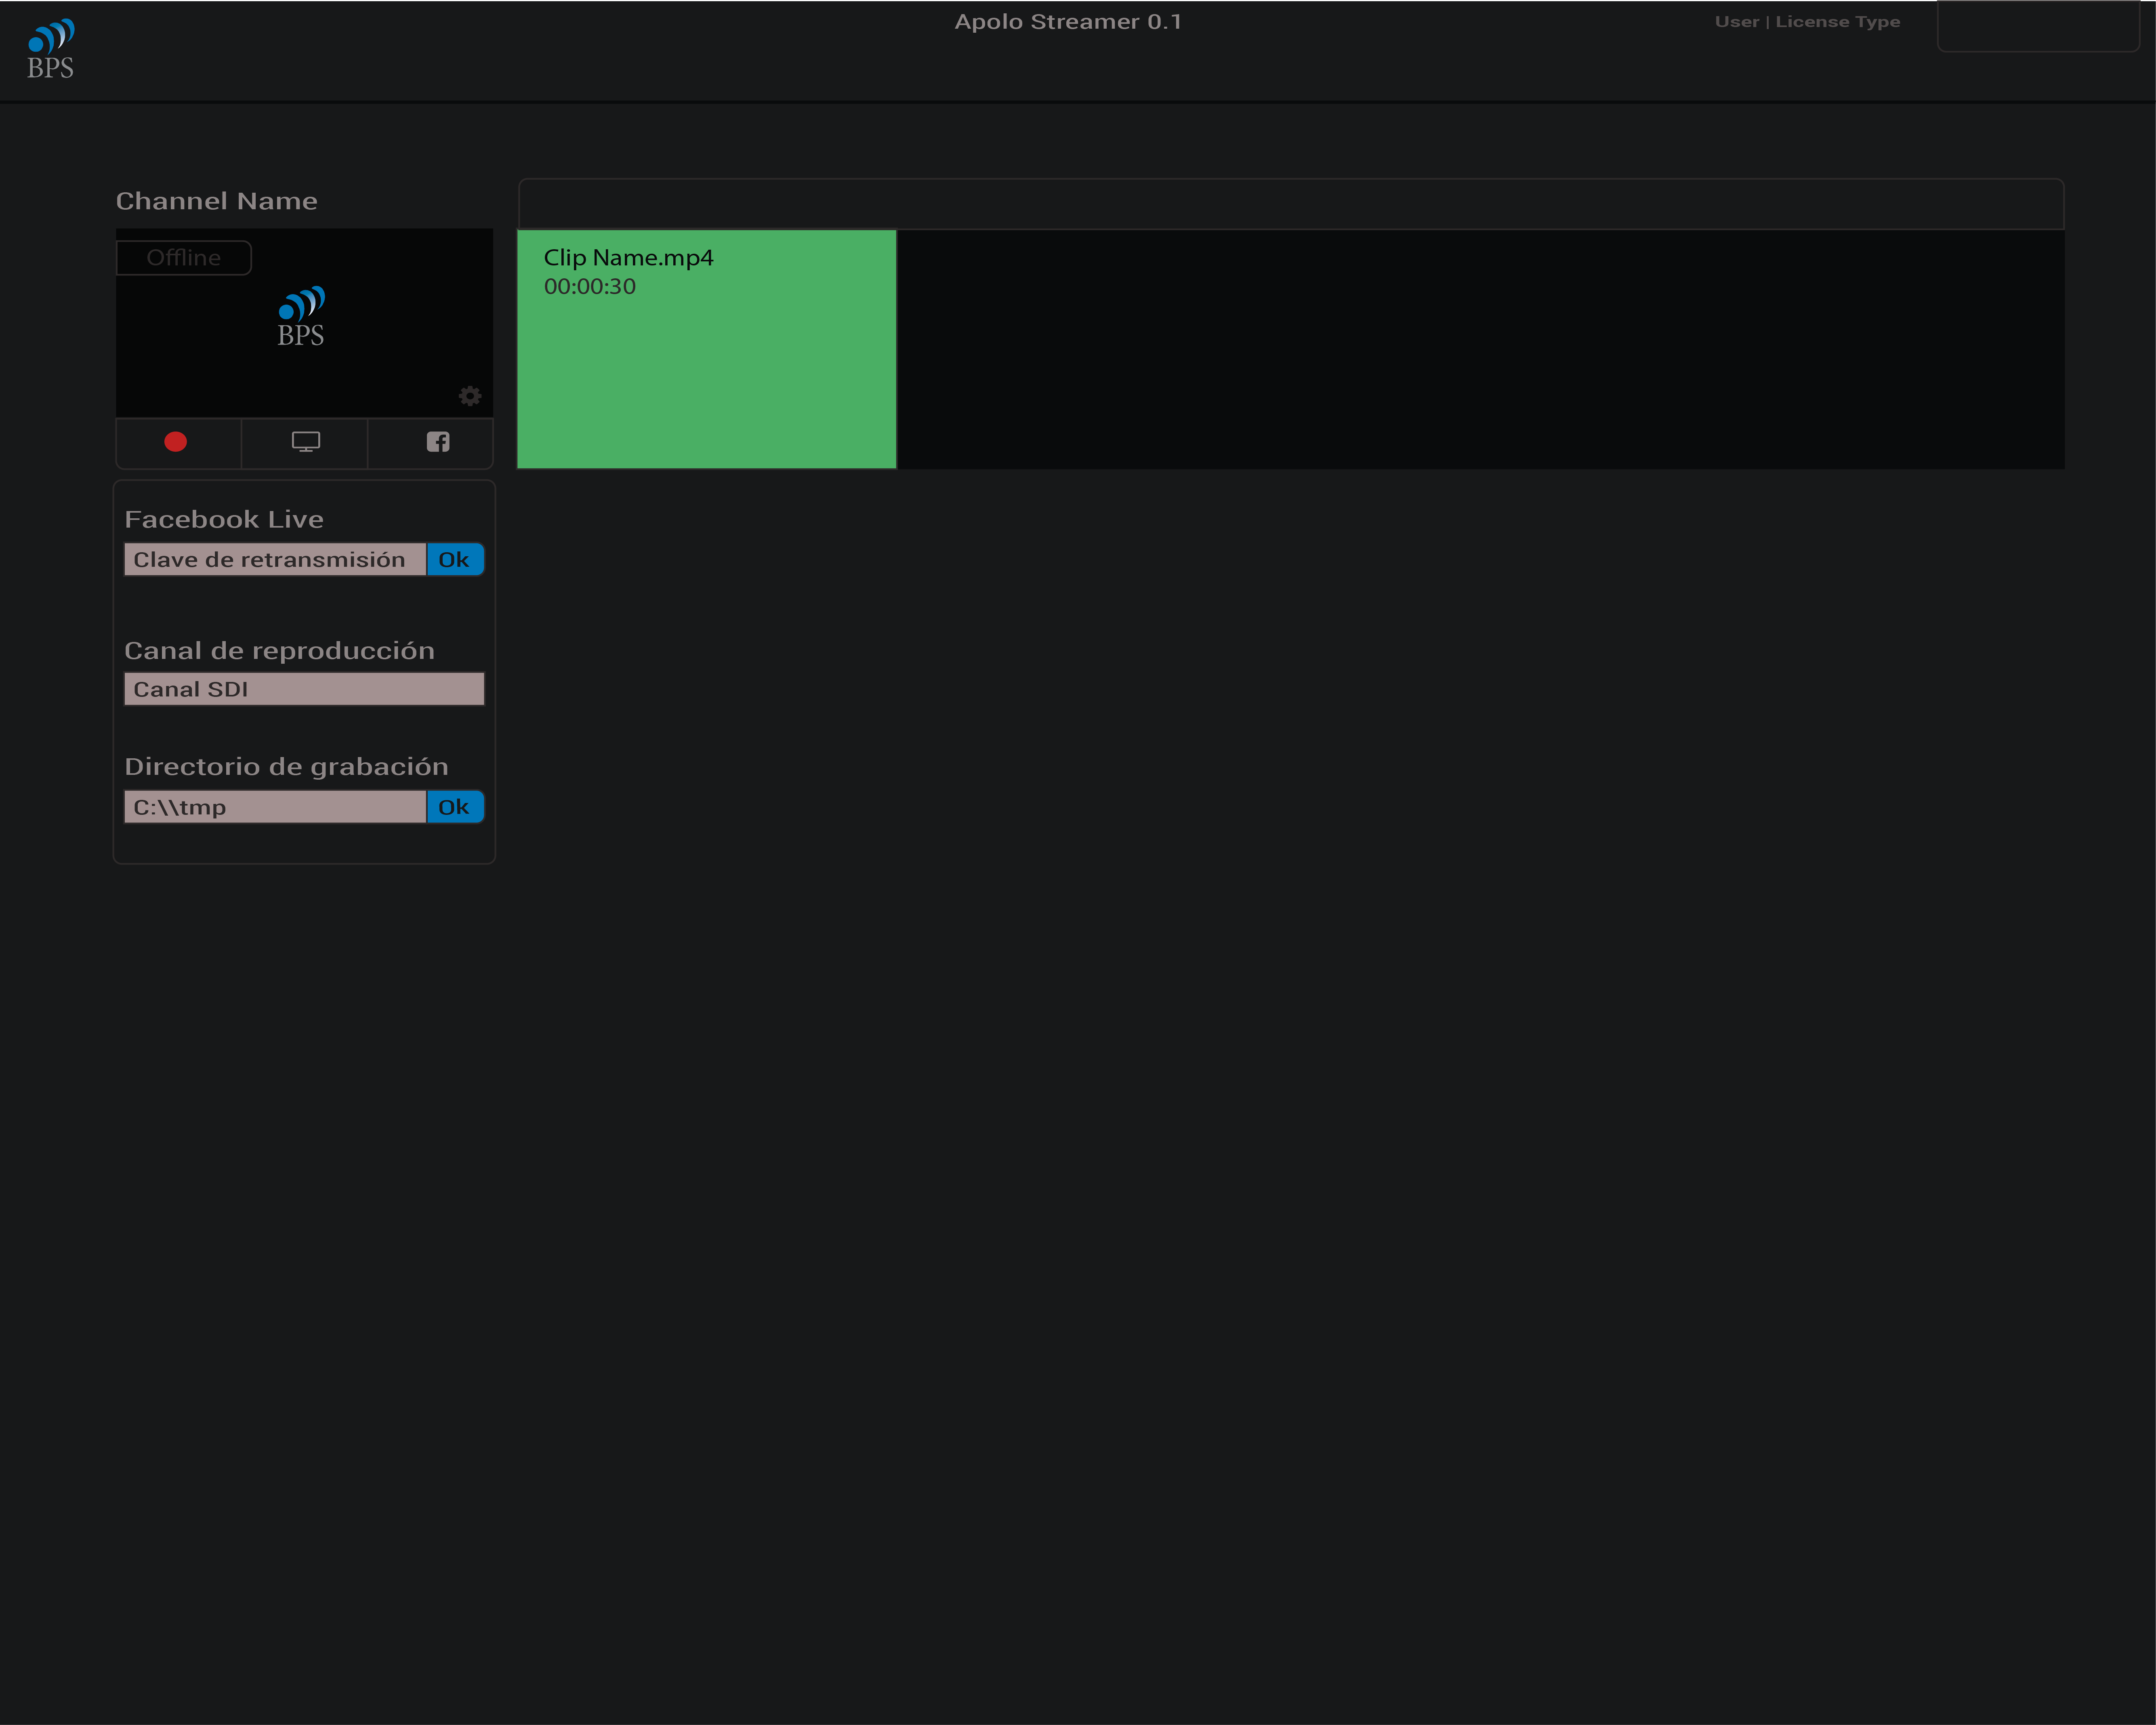 BPS
Apolo Streamer 0.1
User | License Type
Channel Name
Offline
BPS
Clip Name.mp4
00:00:30
Facebook Live
Clave de retransmisión
Ok
Canal de reproducción
Canal SDI
Directorio de grabación
C:\\tmp
Ok